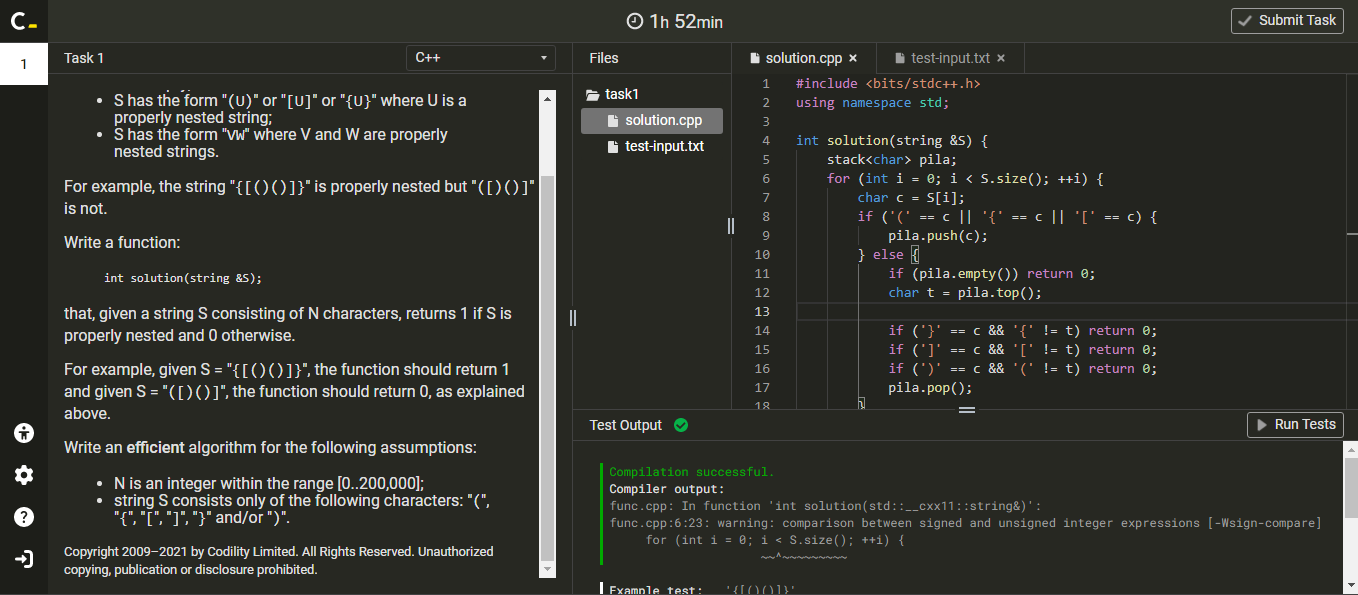 C_
1h 52min
Submit Task
1
Task 1
C++
S has the form "(U)" or "[U]" or "{U}" where U is a
properly nested string;
S has the form "VW" where V and W are properly
nested strings.
For example, the string "{[()()]}" is properly nested but "([)()]"
is not.
Write a function:
int solution(string &S);
that, given a string S consisting of N characters, returns 1 if S is
properly nested and 0 otherwise.
For example, given S = "{[()()]}", the function should return 1
and given S = "([)()]", the function should return 0, as explained
above.
Write an efficient algorithm for the following assumptions:
N is an integer within the range [0..200,000];
string S consists only of the following characters: "(",
"{", "[", "]", "}" and/or ")".
Copyright 2009–2021 by Codility Limited. All Rights Reserved. Unauthorized
copying, publication or disclosure prohibited.
Files
task1
solution.cpp
test-input.txt
solution.cpp ×
test-input.txt ×
1 #include <bits/stdc++.h>
2 using namespace std;
3
4 int solution(string &S) {
5 stack<char> pila;
6 for (int i = 0; i < S.size(); ++i) {
7 char c = S[i];
8 if ('(' == c || '{' == c || '[' == c) {
9 pila.push(c);
10 } else {
11 if (pila.empty()) return 0;
12 char t = pila.top();
13
14 if ('}' == c && '{' != t) return 0;
15 if (']' == c && '[' != t) return 0;
16 if (')' == c && '(' != t) return 0;
17 pila.pop();
18 }
Test Output
Run Tests
Compilation successful.
Compiler output:
func.cpp: In function 'int solution(std::__cxx11::string&)':
func.cpp:6:23: warning: comparison between signed and unsigned integer expressions [-Wsign-compare]
for (int i = 0; i < S.size(); ++i) {
~~^~~~~~~~~~
Example test: '{[()()]}'